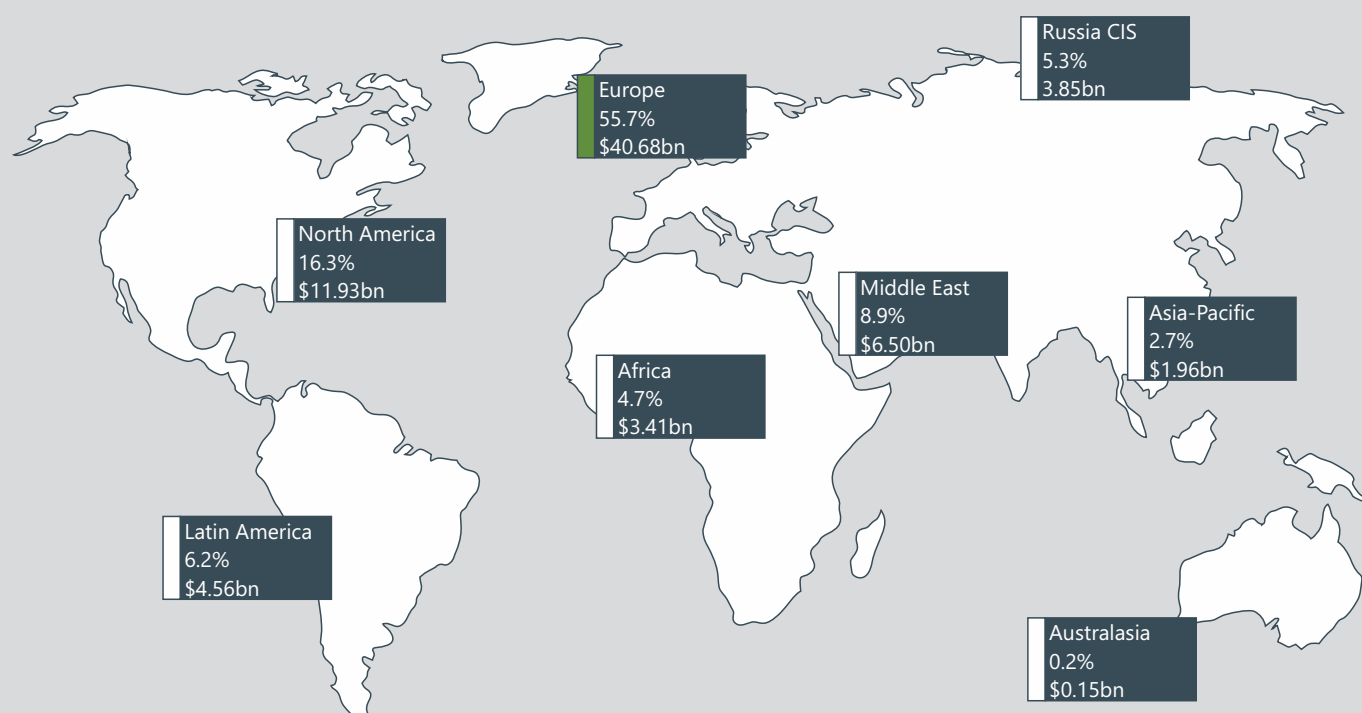 Russia CIS
5.3%
3.85bn
Europe
55.7%
$40.68bn
North America
16.3%
$11.93bn
Middle East
8.9%
$6.50bn
Asia-Pacific
2.7%
$1.96bn
Africa
4.7%
$3.41bn
Latin America
6.2%
$4.56bn
Australasia
0.2%
$0.15bn